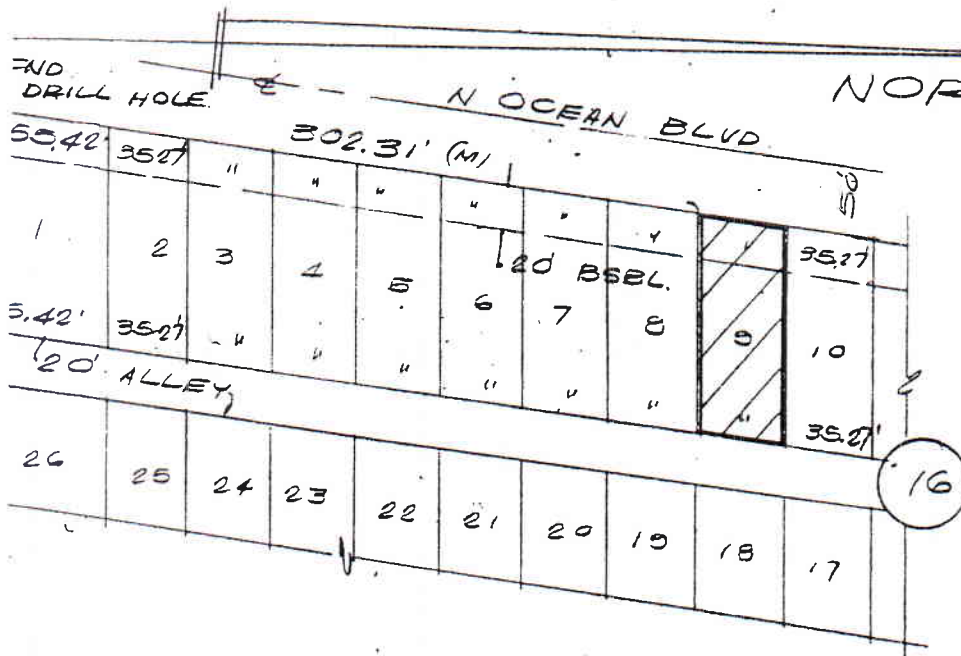 NOR
FND
DRILL HOLE.
℄
N OCEAN BLVD
302.31' (M)
50'
55.42' 35.27' " " " " " " " 35.27'
20' BSBL.
1 2 3 4 5 6 7 8 9 10
5.42' 35.27' " " " " " " " 35.27'
20' ALLEY
16
26 25 24 23 22 21 20 19 18 17